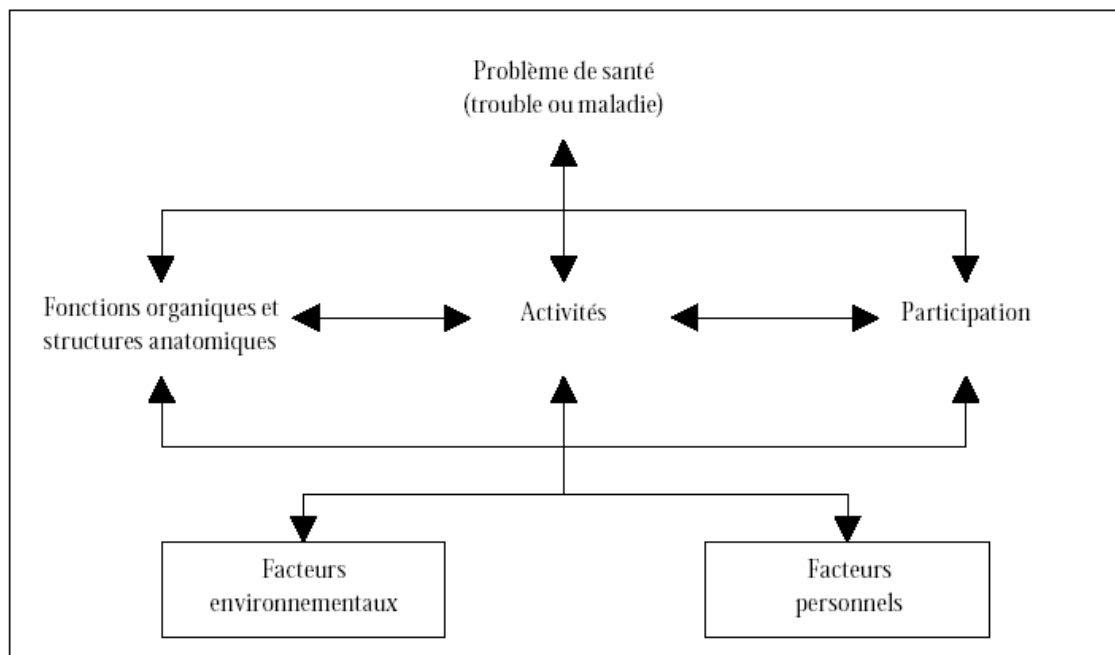 Problème de santé
(trouble ou maladie)
Fonctions organiques et
structures anatomiques
Activités
Participation
Facteurs
environnementaux
Facteurs
personnels